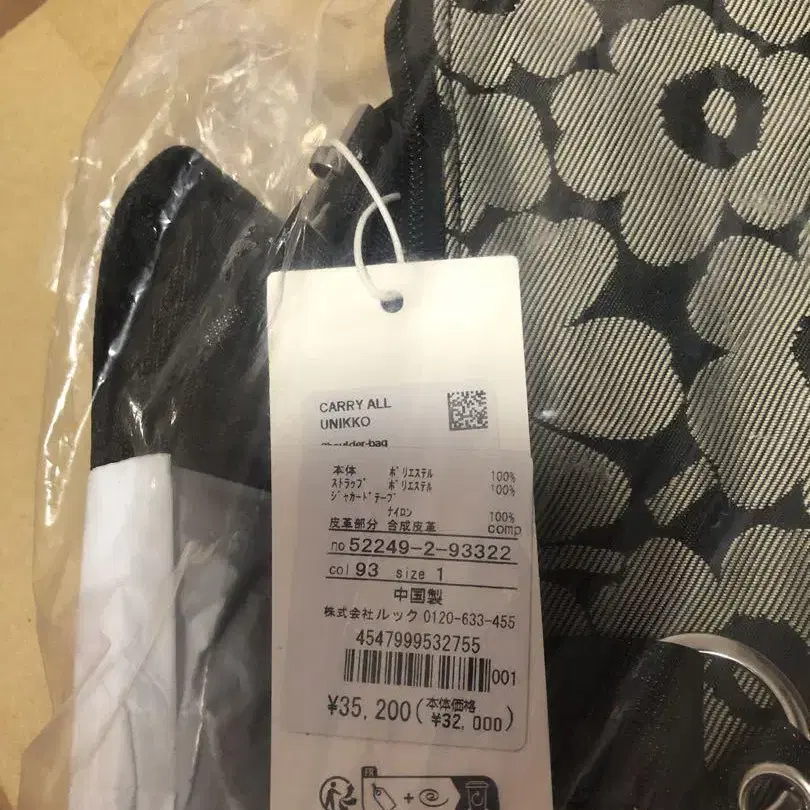 CARRY ALL
UNIKKO
Shoulder-bag
本体 ポリエステル 100%
ストラップ ポリエステル 100%
ジャカードテープ
ナイロン 100%
皮革部分 合成皮革 comp
no 52249-2-93322
col 93 size 1
中国製
株式会社ルック 0120-633-455
4547999532755
001
¥35,200(本体価格
¥32,000)
FR